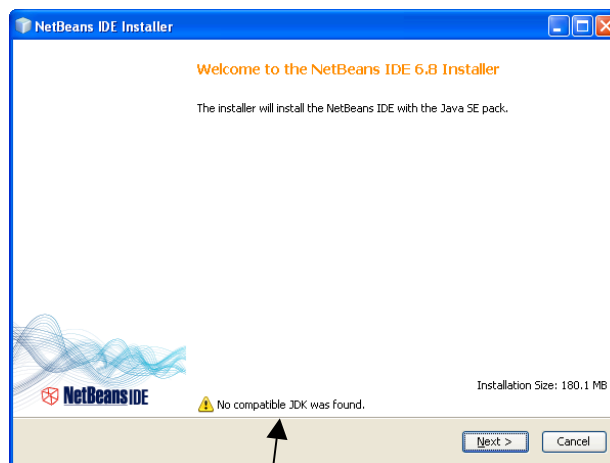 NetBeans IDE Installer
Welcome to the NetBeans IDE 6.8 Installer
The installer will install the NetBeans IDE with the Java SE pack.
Installation Size: 180.1 MB
NetBeans IDE
No compatible JDK was found.
Next >
Cancel